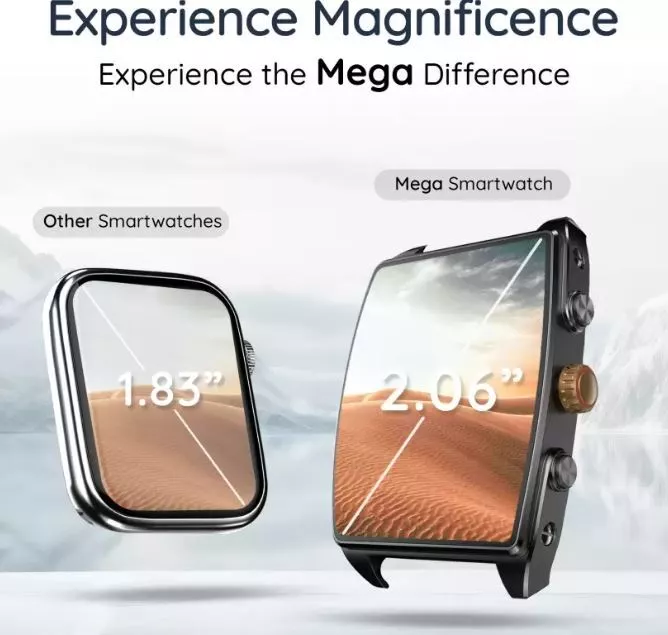 Experience Magnificence
Experience the Mega Difference
Mega Smartwatch
Other Smartwatches
1.83”
2.06”